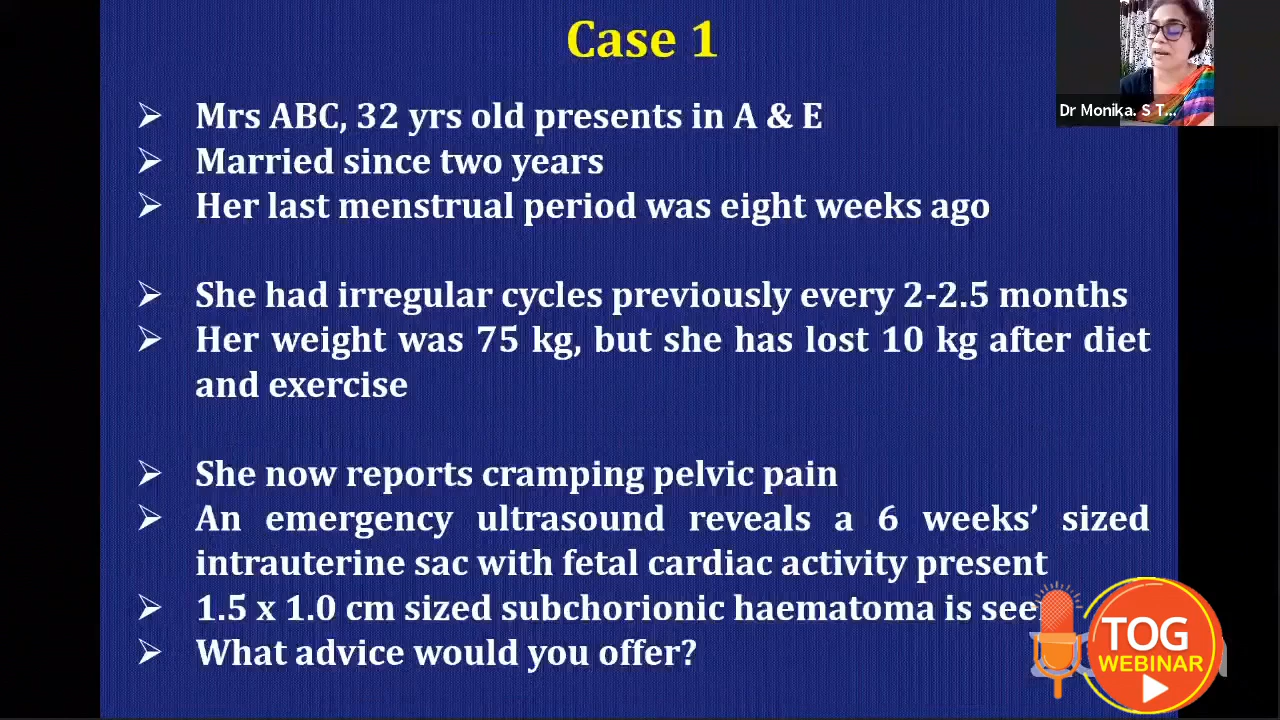 Case 1
Dr Monika. S T...
➢ Mrs ABC, 32 yrs old presents in A & E
➢ Married since two years
➢ Her last menstrual period was eight weeks ago
➢ She had irregular cycles previously every 2-2.5 months
➢ Her weight was 75 kg, but she has lost 10 kg after diet
and exercise
➢ She now reports cramping pelvic pain
➢ An emergency ultrasound reveals a 6 weeks’ sized
intrauterine sac with fetal cardiac activity present
➢ 1.5 x 1.0 cm sized subchorionic haematoma is see
➢ What advice would you offer?
TOG
WEBINAR